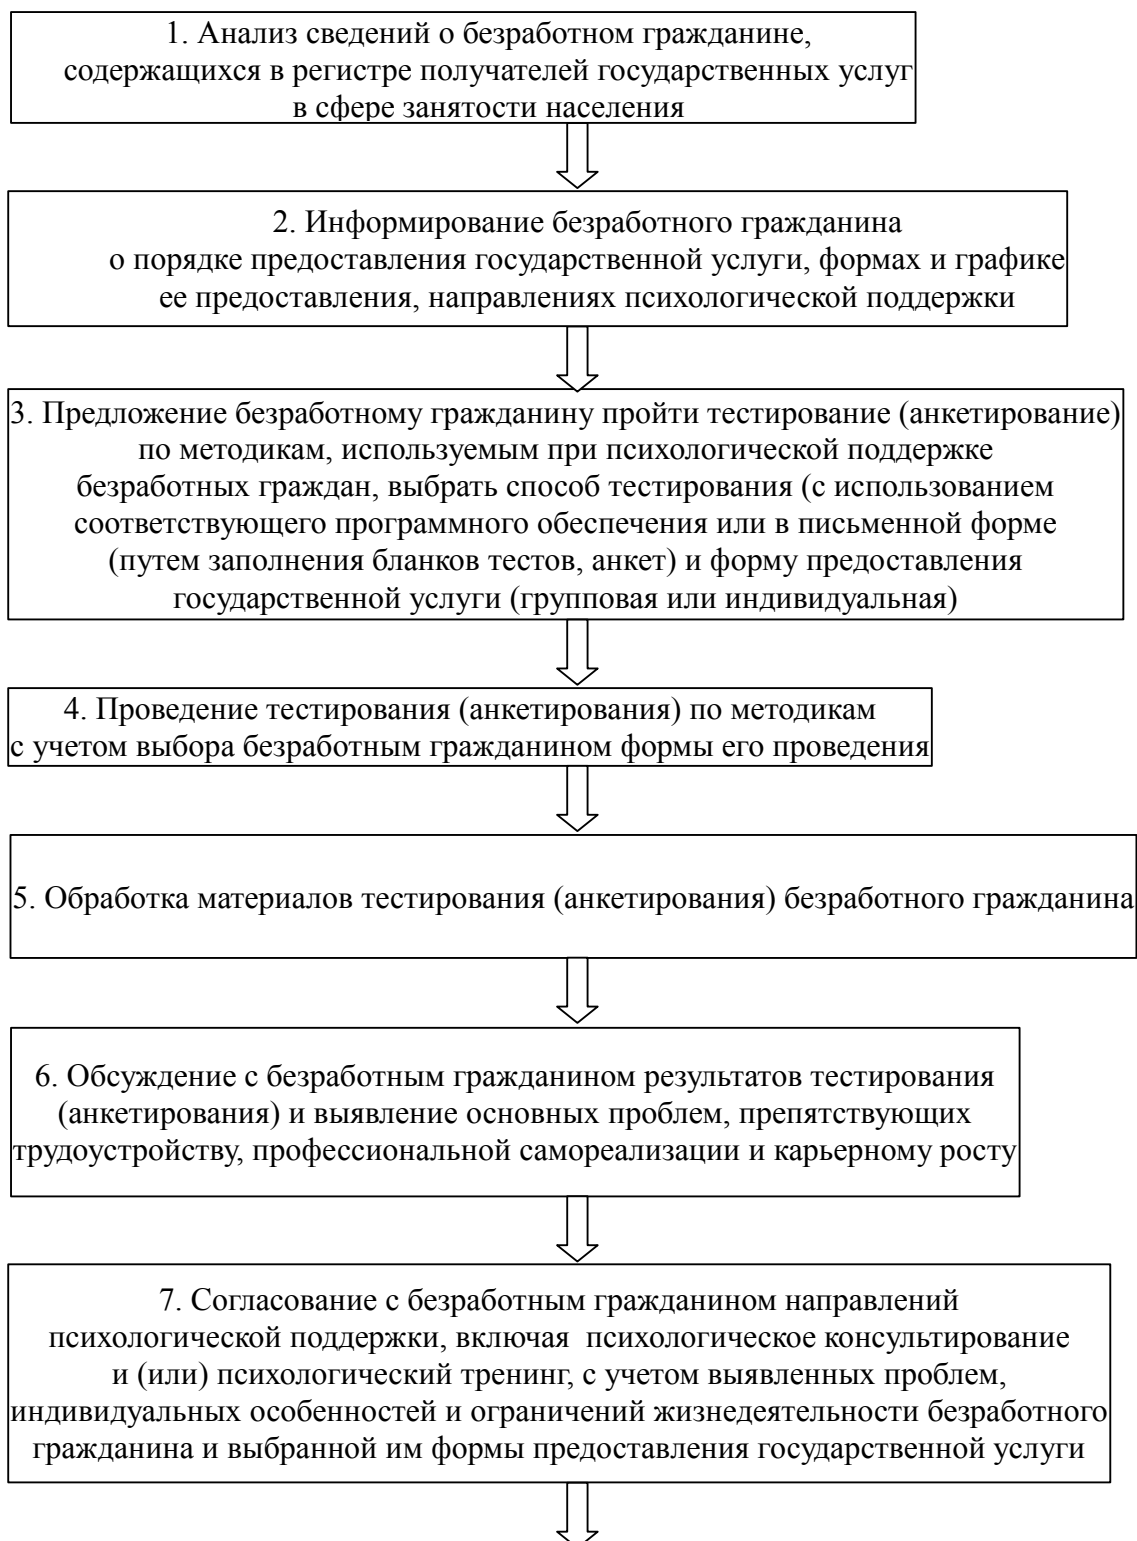 1. Анализ сведений о безработном гражданине,
содержащихся в регистре получателей государственных услуг
в сфере занятости населения
2. Информирование безработного гражданина
о порядке предоставления государственной услуги, формах и графике
ее предоставления, направлениях психологической поддержки
3. Предложение безработному гражданину пройти тестирование (анкетирование)
по методикам, используемым при психологической поддержке
безработных граждан, выбрать способ тестирования (с использованием
соответствующего программного обеспечения или в письменной форме
(путем заполнения бланков тестов, анкет) и форму предоставления
государственной услуги (групповая или индивидуальная)
4. Проведение тестирования (анкетирования) по методикам
с учетом выбора безработным гражданином формы его проведения
5. Обработка материалов тестирования (анкетирования) безработного гражданина
6. Обсуждение с безработным гражданином результатов тестирования
(анкетирования) и выявление основных проблем, препятствующих
трудоустройству, профессиональной самореализации и карьерному росту
7. Согласование с безработным гражданином направлений
психологической поддержки, включая  психологическое консультирование
и (или) психологический тренинг, с учетом выявленных проблем,
индивидуальных особенностей и ограничений жизнедеятельности безработного
гражданина и выбранной им формы предоставления государственной услуги